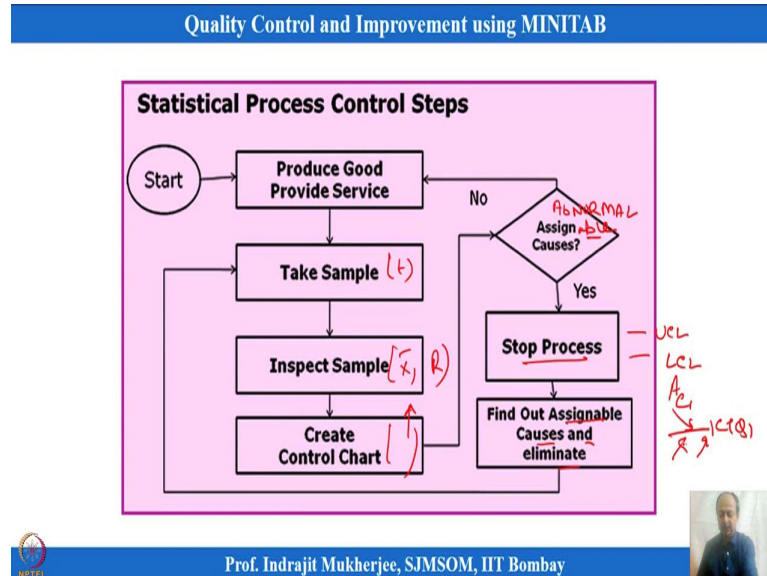 Quality Control and Improvement using MINITAB
Statistical Process Control Steps
Start
Produce Good
Provide Service
No
AbNORMAL
Assignable
Causes?
Take Sample (t)
Yes
Stop Process
UCL
LCL
Inspect Sample (x̄, R)
A
Create
Control Chart ( )
Find Out Assignable
Causes and
eliminate
Prof. Indrajit Mukherjee, SJMSOM, IIT Bombay
NPTEL